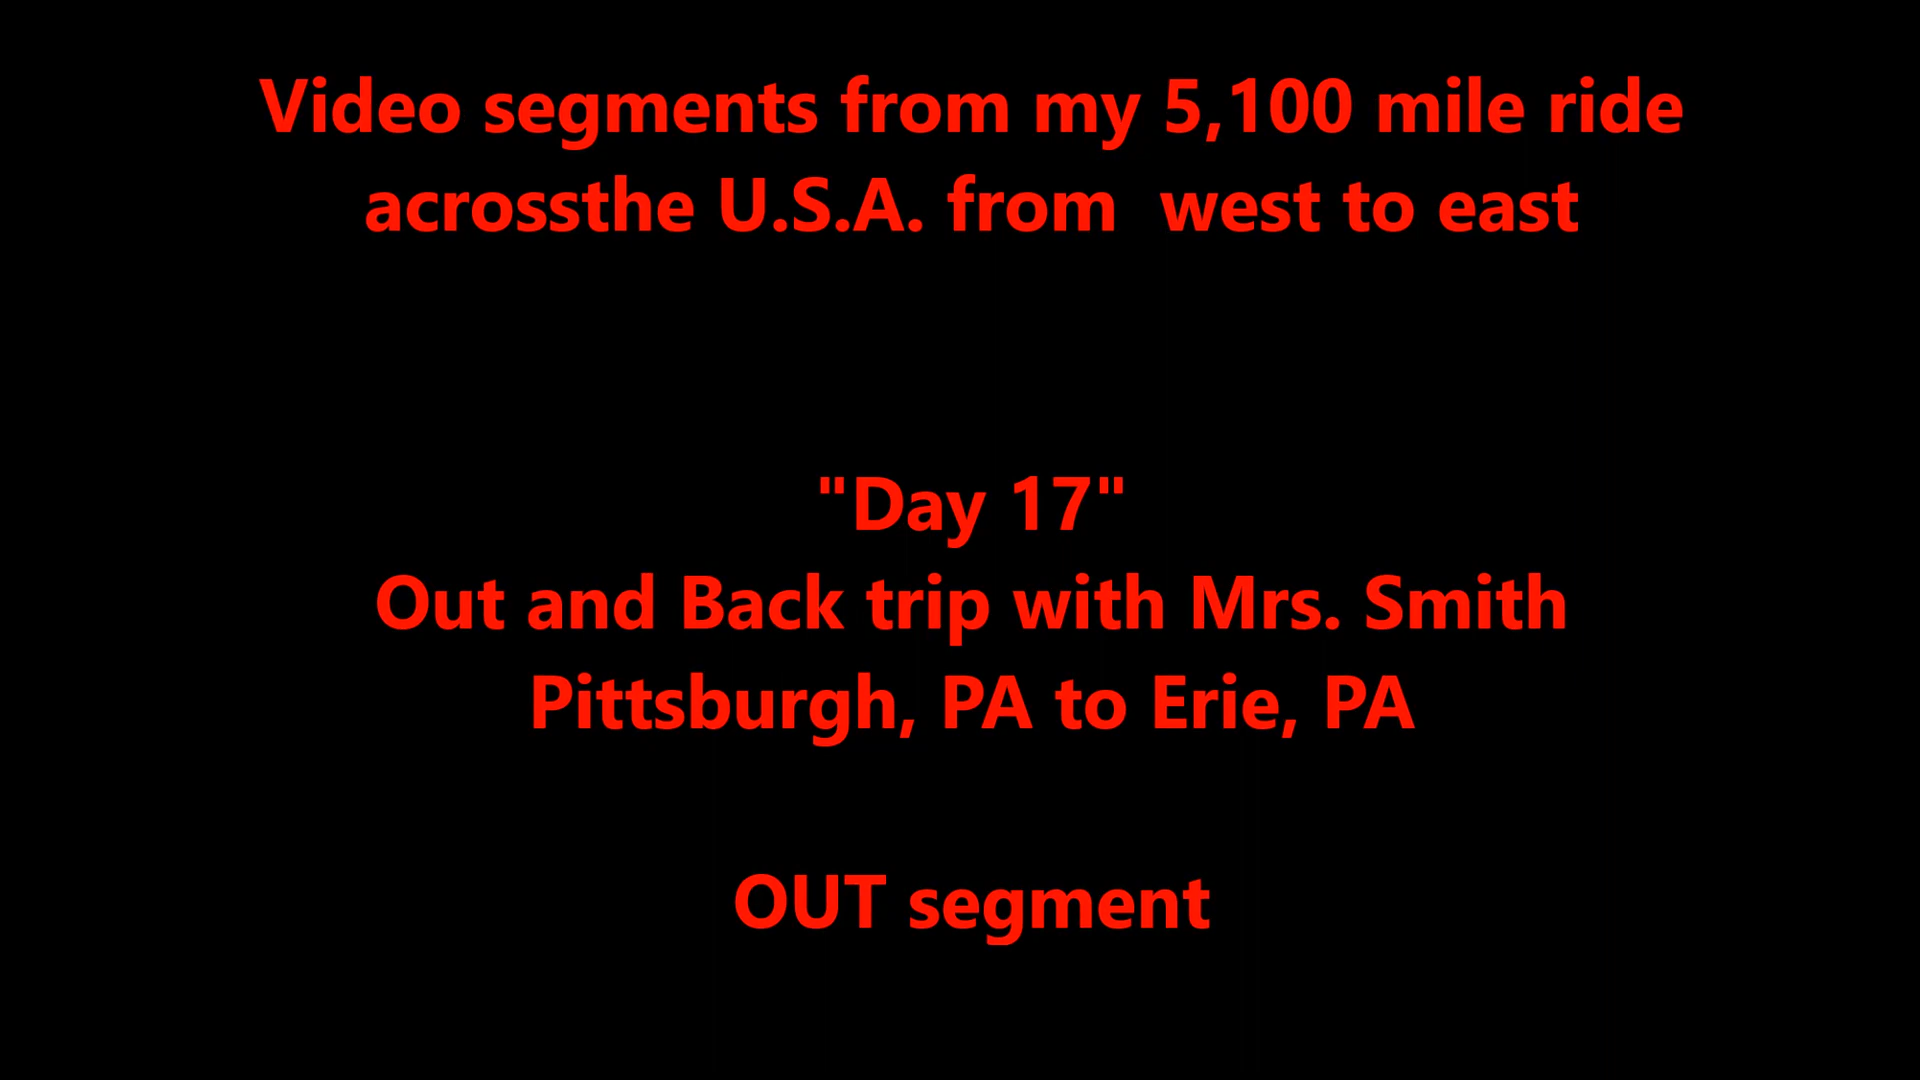 Video segments from my 5,100 mile ride
acrossthe U.S.A. from  west to east
"Day 17"
Out and Back trip with Mrs. Smith
Pittsburgh, PA to Erie, PA
OUT segment